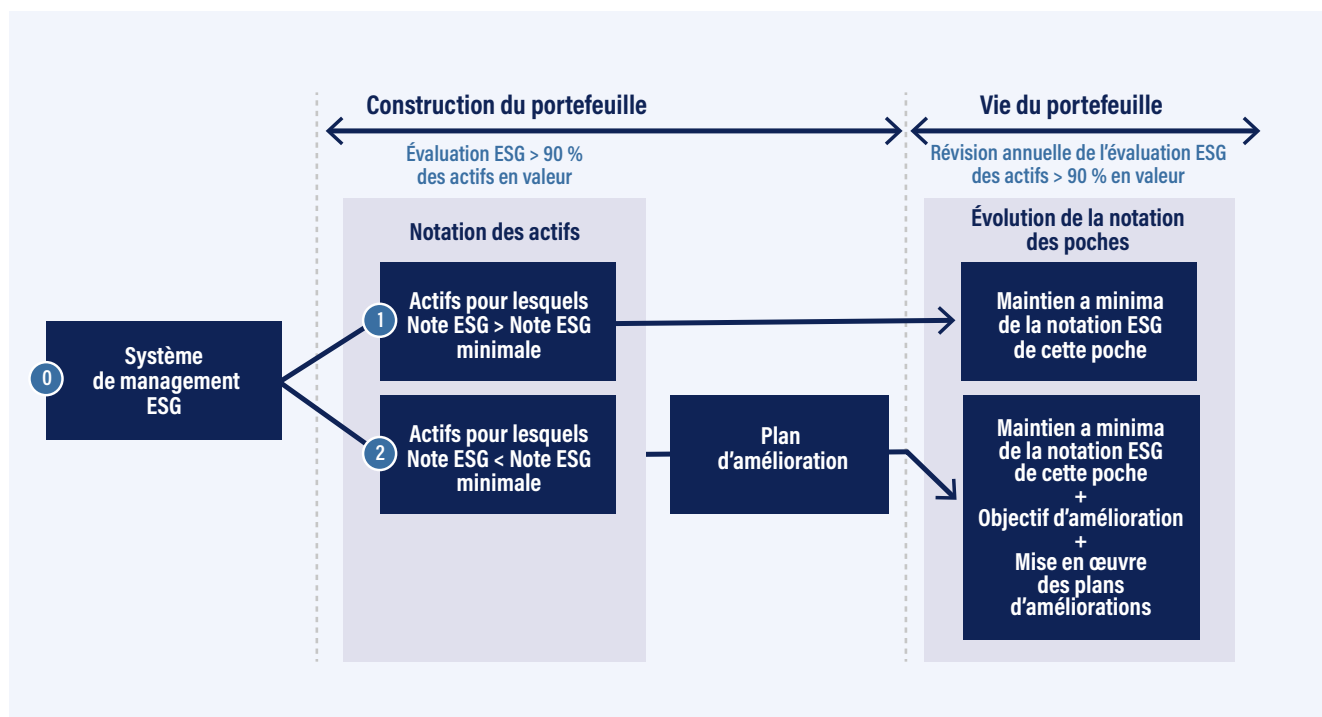 Construction du portefeuille
Évaluation ESG > 90 %
des actifs en valeur
Vie du portefeuille
Révision annuelle de l'évaluation ESG
des actifs > 90 % en valeur
0
Système
de management
ESG
Notation des actifs
1
Actifs pour lesquels
Note ESG > Note ESG
minimale
2
Actifs pour lesquels
Note ESG < Note ESG
minimale
Plan
d'amélioration
Évolution de la notation
des poches
Maintien a minima
de la notation ESG
de cette poche
Maintien a minima
de la notation ESG
de cette poche
+
Objectif d'amélioration
+
Mise en œuvre
des plans
d'améliorations